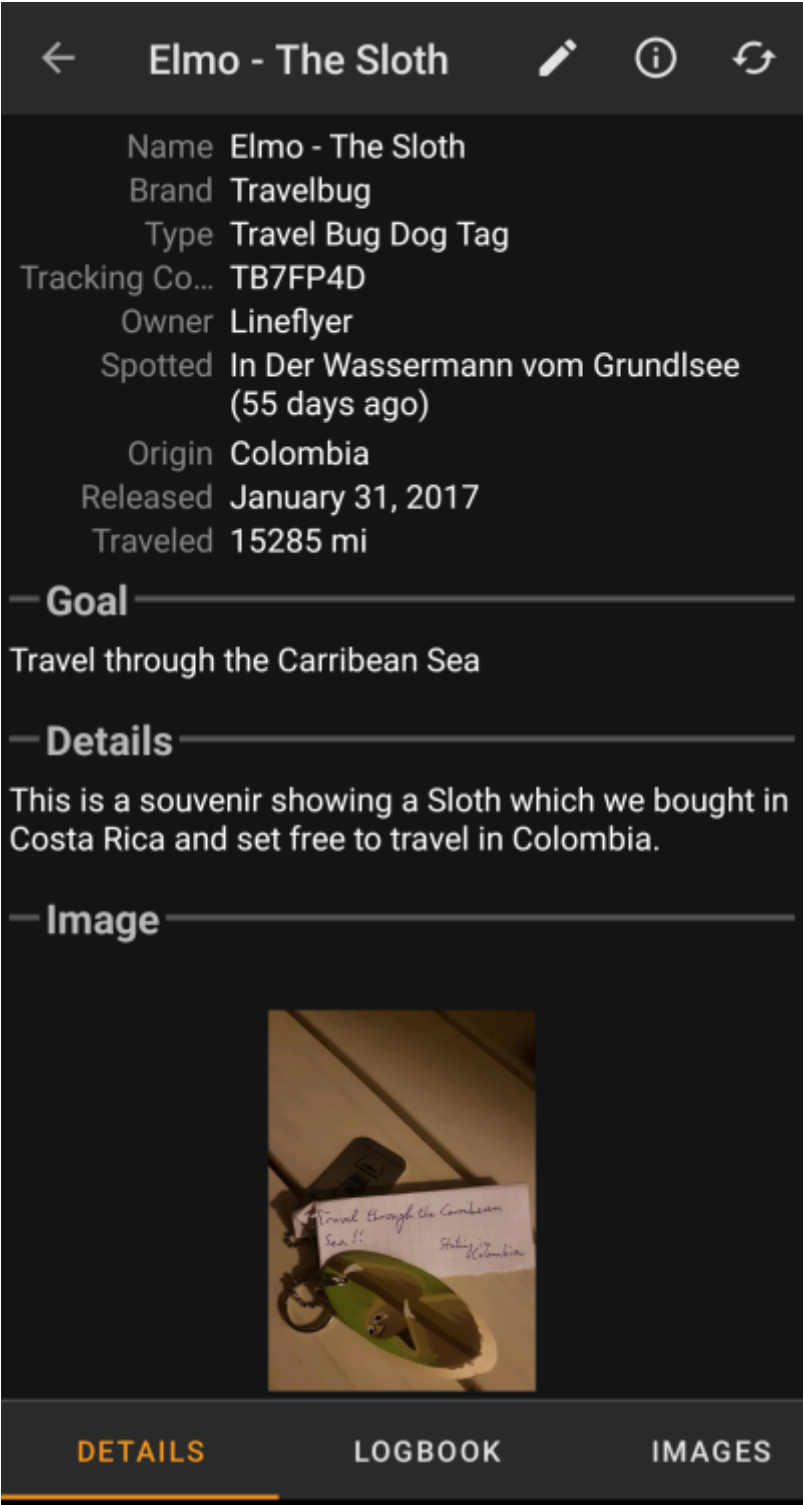 Elmo - The Sloth
Name Elmo - The Sloth
Brand Travelbug
Type Travel Bug Dog Tag
Tracking Co... TB7FP4D
Owner Lineflyer
Spotted In Der Wassermann vom Grundlsee
(55 days ago)
Origin Colombia
Released January 31, 2017
Traveled 15285 mi
Goal
Travel through the Carribean Sea
Details
This is a souvenir showing a Sloth which we bought in
Costa Rica and set free to travel in Colombia.
Image
Travel through the Carribean
Sea!!
Colombia
DETAILS LOGBOOK IMAGES